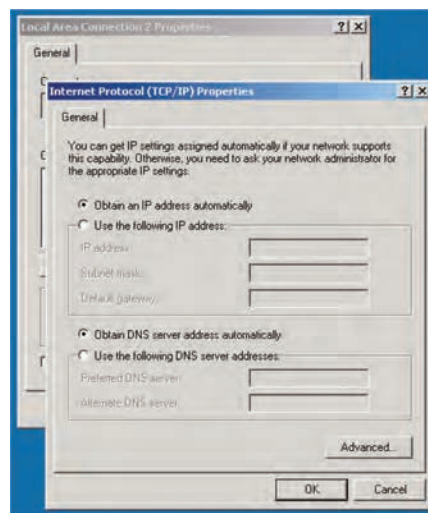 Local Area Connection 2 Properties
General
Internet Protocol (TCP/IP) Properties
General
You can get IP settings assigned automatically if your network supports
this capability. Otherwise, you need to ask your network administrator for
the appropriate IP settings.
Obtain an IP address automatically
Use the following IP address:
IP address:
Subnet mask:
Default gateway:
Obtain DNS server address automatically
Use the following DNS server addresses:
Preferred DNS server:
Alternate DNS server:
Advanced...
OK
Cancel